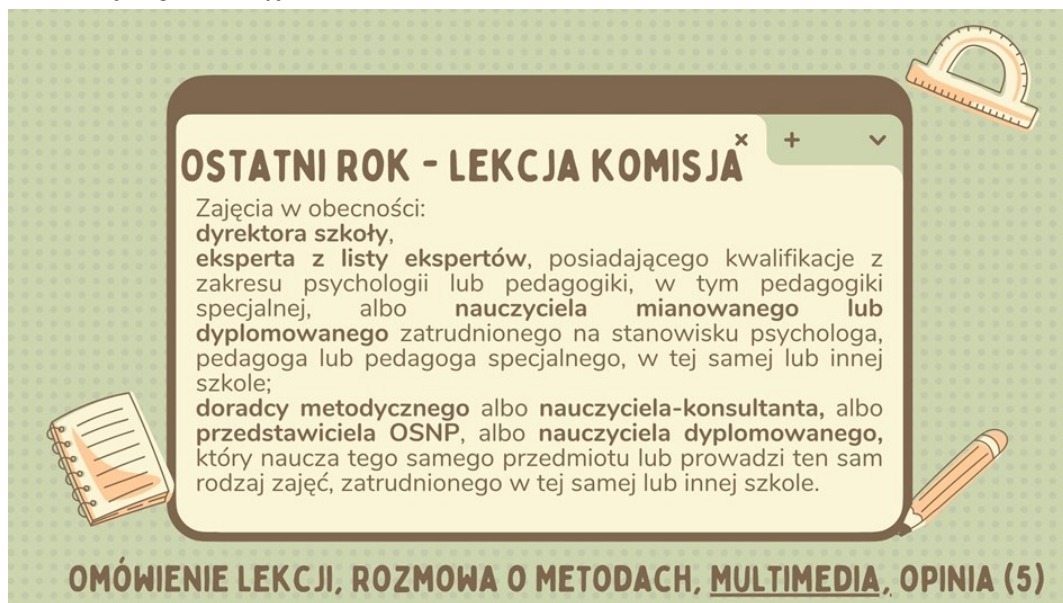 OSTATNI ROK - LEKCJA KOMISJA
Zajęcia w obecności:
dyrektora szkoły,
eksperta z listy ekspertów, posiadającego kwalifikacje z
zakresu psychologii lub pedagogiki, w tym pedagogiki
specjalnej, albo nauczyciela mianowanego lub
dyplomowanego zatrudnionego na stanowisku psychologa,
pedagoga lub pedagoga specjalnego, w tej samej lub innej
szkole;
doradcy metodycznego albo nauczyciela-konsultanta, albo
przedstawiciela OSNP, albo nauczyciela dyplomowanego,
który naucza tego samego przedmiotu lub prowadzi ten sam
rodzaj zajęć, zatrudnionego w tej samej lub innej szkole.
OMÓWIENIE LEKCJI, ROZMOWA O METODACH, MULTIMEDIA, OPINIA (5)